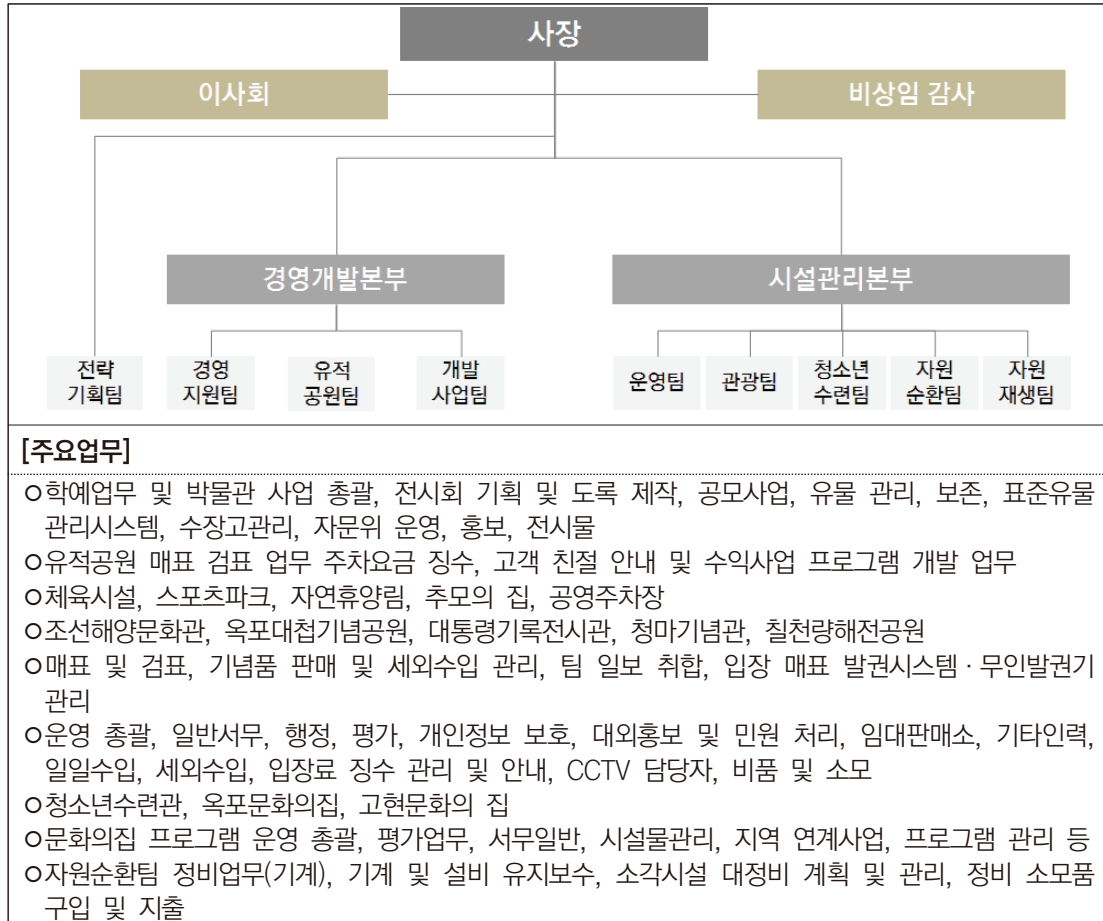 사장
이사회
비상임 감사
경영개발본부
시설관리본부
전략
기획팀
경영
지원팀
유적
공원팀
개발
사업팀
운영팀
관광팀
청소년
수련팀
자원
순환팀
자원
재생팀
[주요업무]
○학예업무 및 박물관 사업 총괄, 전시회 기획 및 도록 제작, 공모사업, 유물 관리, 보존, 표준유물
관리시스템, 수장고관리, 자문위 운영, 홍보, 전시물
○유적공원 매표 검표 업무 주차요금 징수, 고객 친절 안내 및 수익사업 프로그램 개발 업무
○체육시설, 스포츠파크, 자연휴양림, 추모의 집, 공영주차장
○조선해양문화관, 옥포대첩기념공원, 대통령기록전시관, 청마기념관, 칠천량해전공원
○매표 및 검표, 기념품 판매 및 세외수입 관리, 팀 일보 취합, 입장 매표 발권시스템·무인발권기
관리
○운영 총괄, 일반서무, 행정, 평가, 개인정보 보호, 대외홍보 및 민원 처리, 임대판매소, 기타인력,
일일수입, 세외수입, 입장료 징수 관리 및 안내, CCTV 담당자, 비품 및 소모
○청소년수련관, 옥포문화의집, 고현문화의 집
○문화의집 프로그램 운영 총괄, 평가업무, 서무일반, 시설물관리, 지역 연계사업, 프로그램 관리 등
○자원순환팀 정비업무(기계), 기계 및 설비 유지보수, 소각시설 대정비 계획 및 관리, 정비 소모품
구입 및 지출